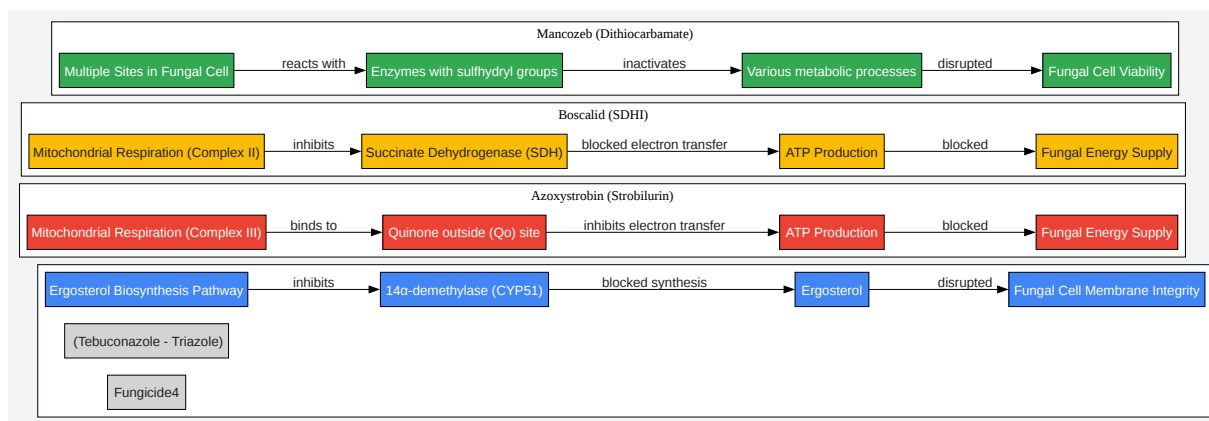 Mancozeb (Dithiocarbamate)
Multiple Sites in Fungal Cell
reacts with
Enzymes with sulfhydryl groups
inactivates
Various metabolic processes
disrupted
Fungal Cell Viability
Boscalid (SDHI)
Mitochondrial Respiration (Complex II)
inhibits
Succinate Dehydrogenase (SDH)
blocked electron transfer
ATP Production
blocked
Fungal Energy Supply
Azoxystrobin (Strobilurin)
Mitochondrial Respiration (Complex III)
binds to
Quinone outside (Qo) site
inhibits electron transfer
ATP Production
blocked
Fungal Energy Supply
Ergosterol Biosynthesis Pathway
inhibits
14α-demethylase (CYP51)
blocked synthesis
Ergosterol
disrupted
Fungal Cell Membrane Integrity
(Tebuconazole - Triazole)
Fungicide4